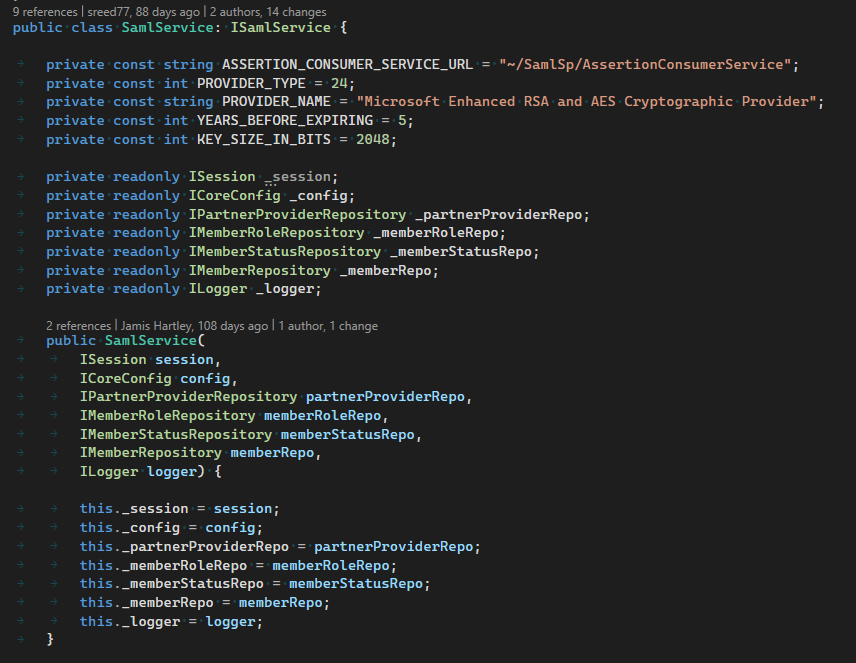 9 references | sreed77, 88 days ago | 2 authors, 14 changes
public class SamlService: ISamlService {
private const string ASSERTION_CONSUMER_SERVICE_URL = "~/SamlSp/AssertionConsumerService";
private const int PROVIDER_TYPE = 24;
private const string PROVIDER_NAME = "Microsoft Enhanced RSA and AES Cryptographic Provider";
private const int YEARS_BEFORE_EXPIRING = 5;
private const int KEY_SIZE_IN_BITS = 2048;
private readonly ISession _session;
private readonly ICoreConfig _config;
private readonly IPartnerProviderRepository _partnerProviderRepo;
private readonly IMemberRoleRepository _memberRoleRepo;
private readonly IMemberStatusRepository _memberStatusRepo;
private readonly IMemberRepository _memberRepo;
private readonly ILogger _logger;
2 references | Jamis Hartley, 108 days ago | 1 author, 1 change
public SamlService(
ISession session,
ICoreConfig config,
IPartnerProviderRepository partnerProviderRepo,
IMemberRoleRepository memberRoleRepo,
IMemberStatusRepository memberStatusRepo,
IMemberRepository memberRepo,
ILogger logger) {
this._session = session;
this._config = config;
this._partnerProviderRepo = partnerProviderRepo;
this._memberRoleRepo = memberRoleRepo;
this._memberStatusRepo = memberStatusRepo;
this._memberRepo = memberRepo;
this._logger = logger;
}